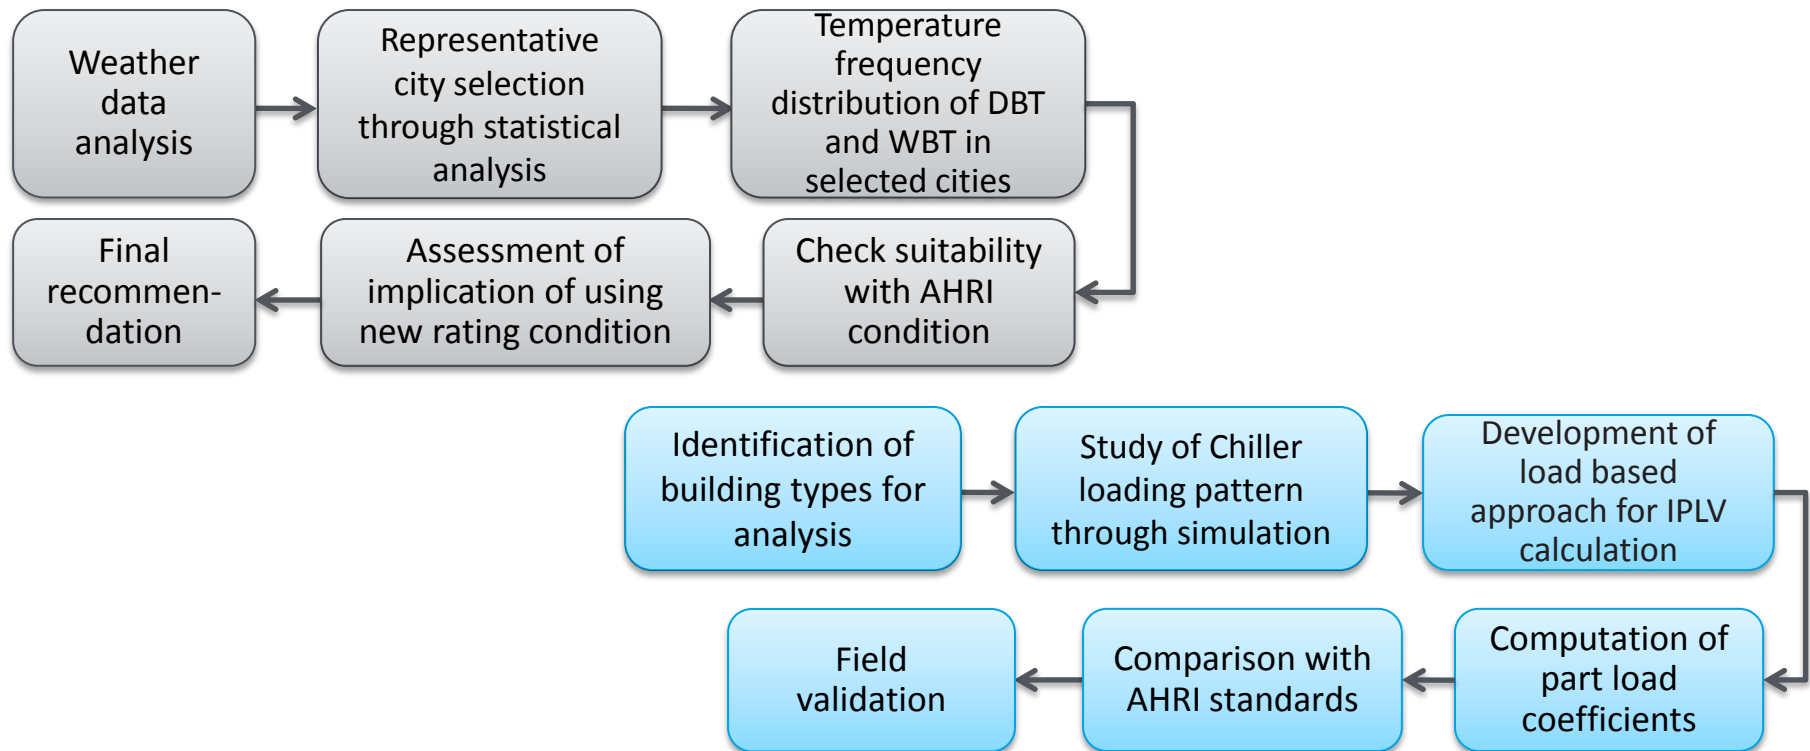 Weather
data
analysis
Representative
city selection
through statistical
analysis
Temperature
frequency
distribution of DBT
and WBT in
selected cities
Check suitability
with AHRI
condition
Assessment of
implication of using
new rating condition
Final
recommen-
dation
Identification of
building types for
analysis
Study of Chiller
loading pattern
through simulation
Development of
load based
approach for IPLV
calculation
Computation of
part load
coefficients
Comparison with
AHRI standards
Field
validation